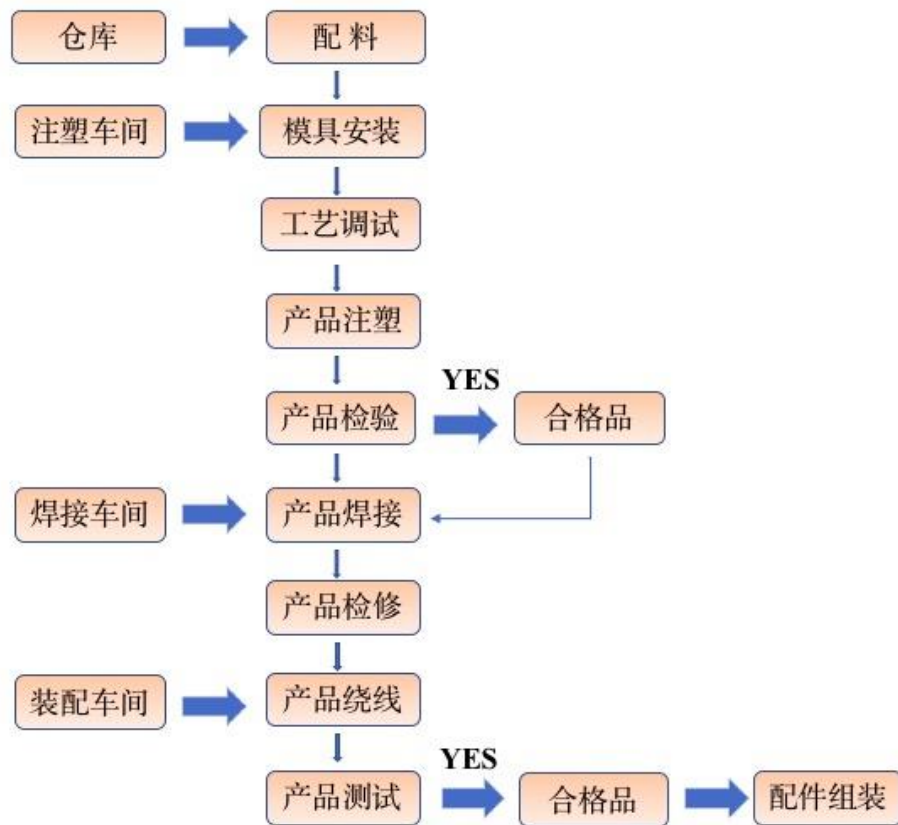 仓库
配 料
注塑车间
模具安装
工艺调试
产品注塑
YES
产品检验
合格品
焊接车间
产品焊接
产品检修
装配车间
产品绕线
YES
产品测试
合格品
配件组装